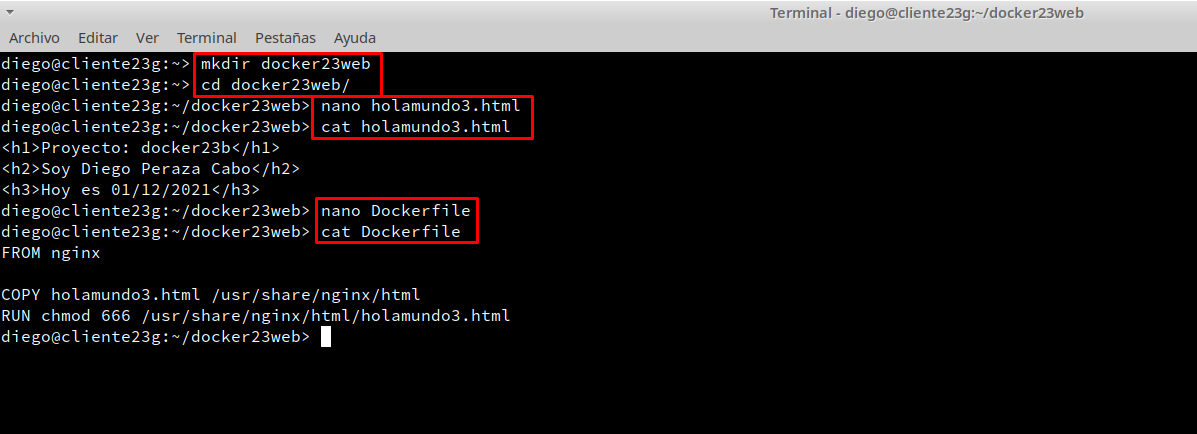 Terminal - diego@cliente23g:~/docker23web
Archivo Editar Ver Terminal Pestañas Ayuda
diego@cliente23g:~> mkdir docker23web
diego@cliente23g:~> cd docker23web/
diego@cliente23g:~/docker23web> nano holamundo3.html
diego@cliente23g:~/docker23web> cat holamundo3.html
<h1>Proyecto: docker23b</h1>
<h2>Soy Diego Peraza Cabo</h2>
<h3>Hoy es 01/12/2021</h3>
diego@cliente23g:~/docker23web> nano Dockerfile
diego@cliente23g:~/docker23web> cat Dockerfile
FROM nginx
COPY holamundo3.html /usr/share/nginx/html
RUN chmod 666 /usr/share/nginx/html/holamundo3.html
diego@cliente23g:~/docker23web>